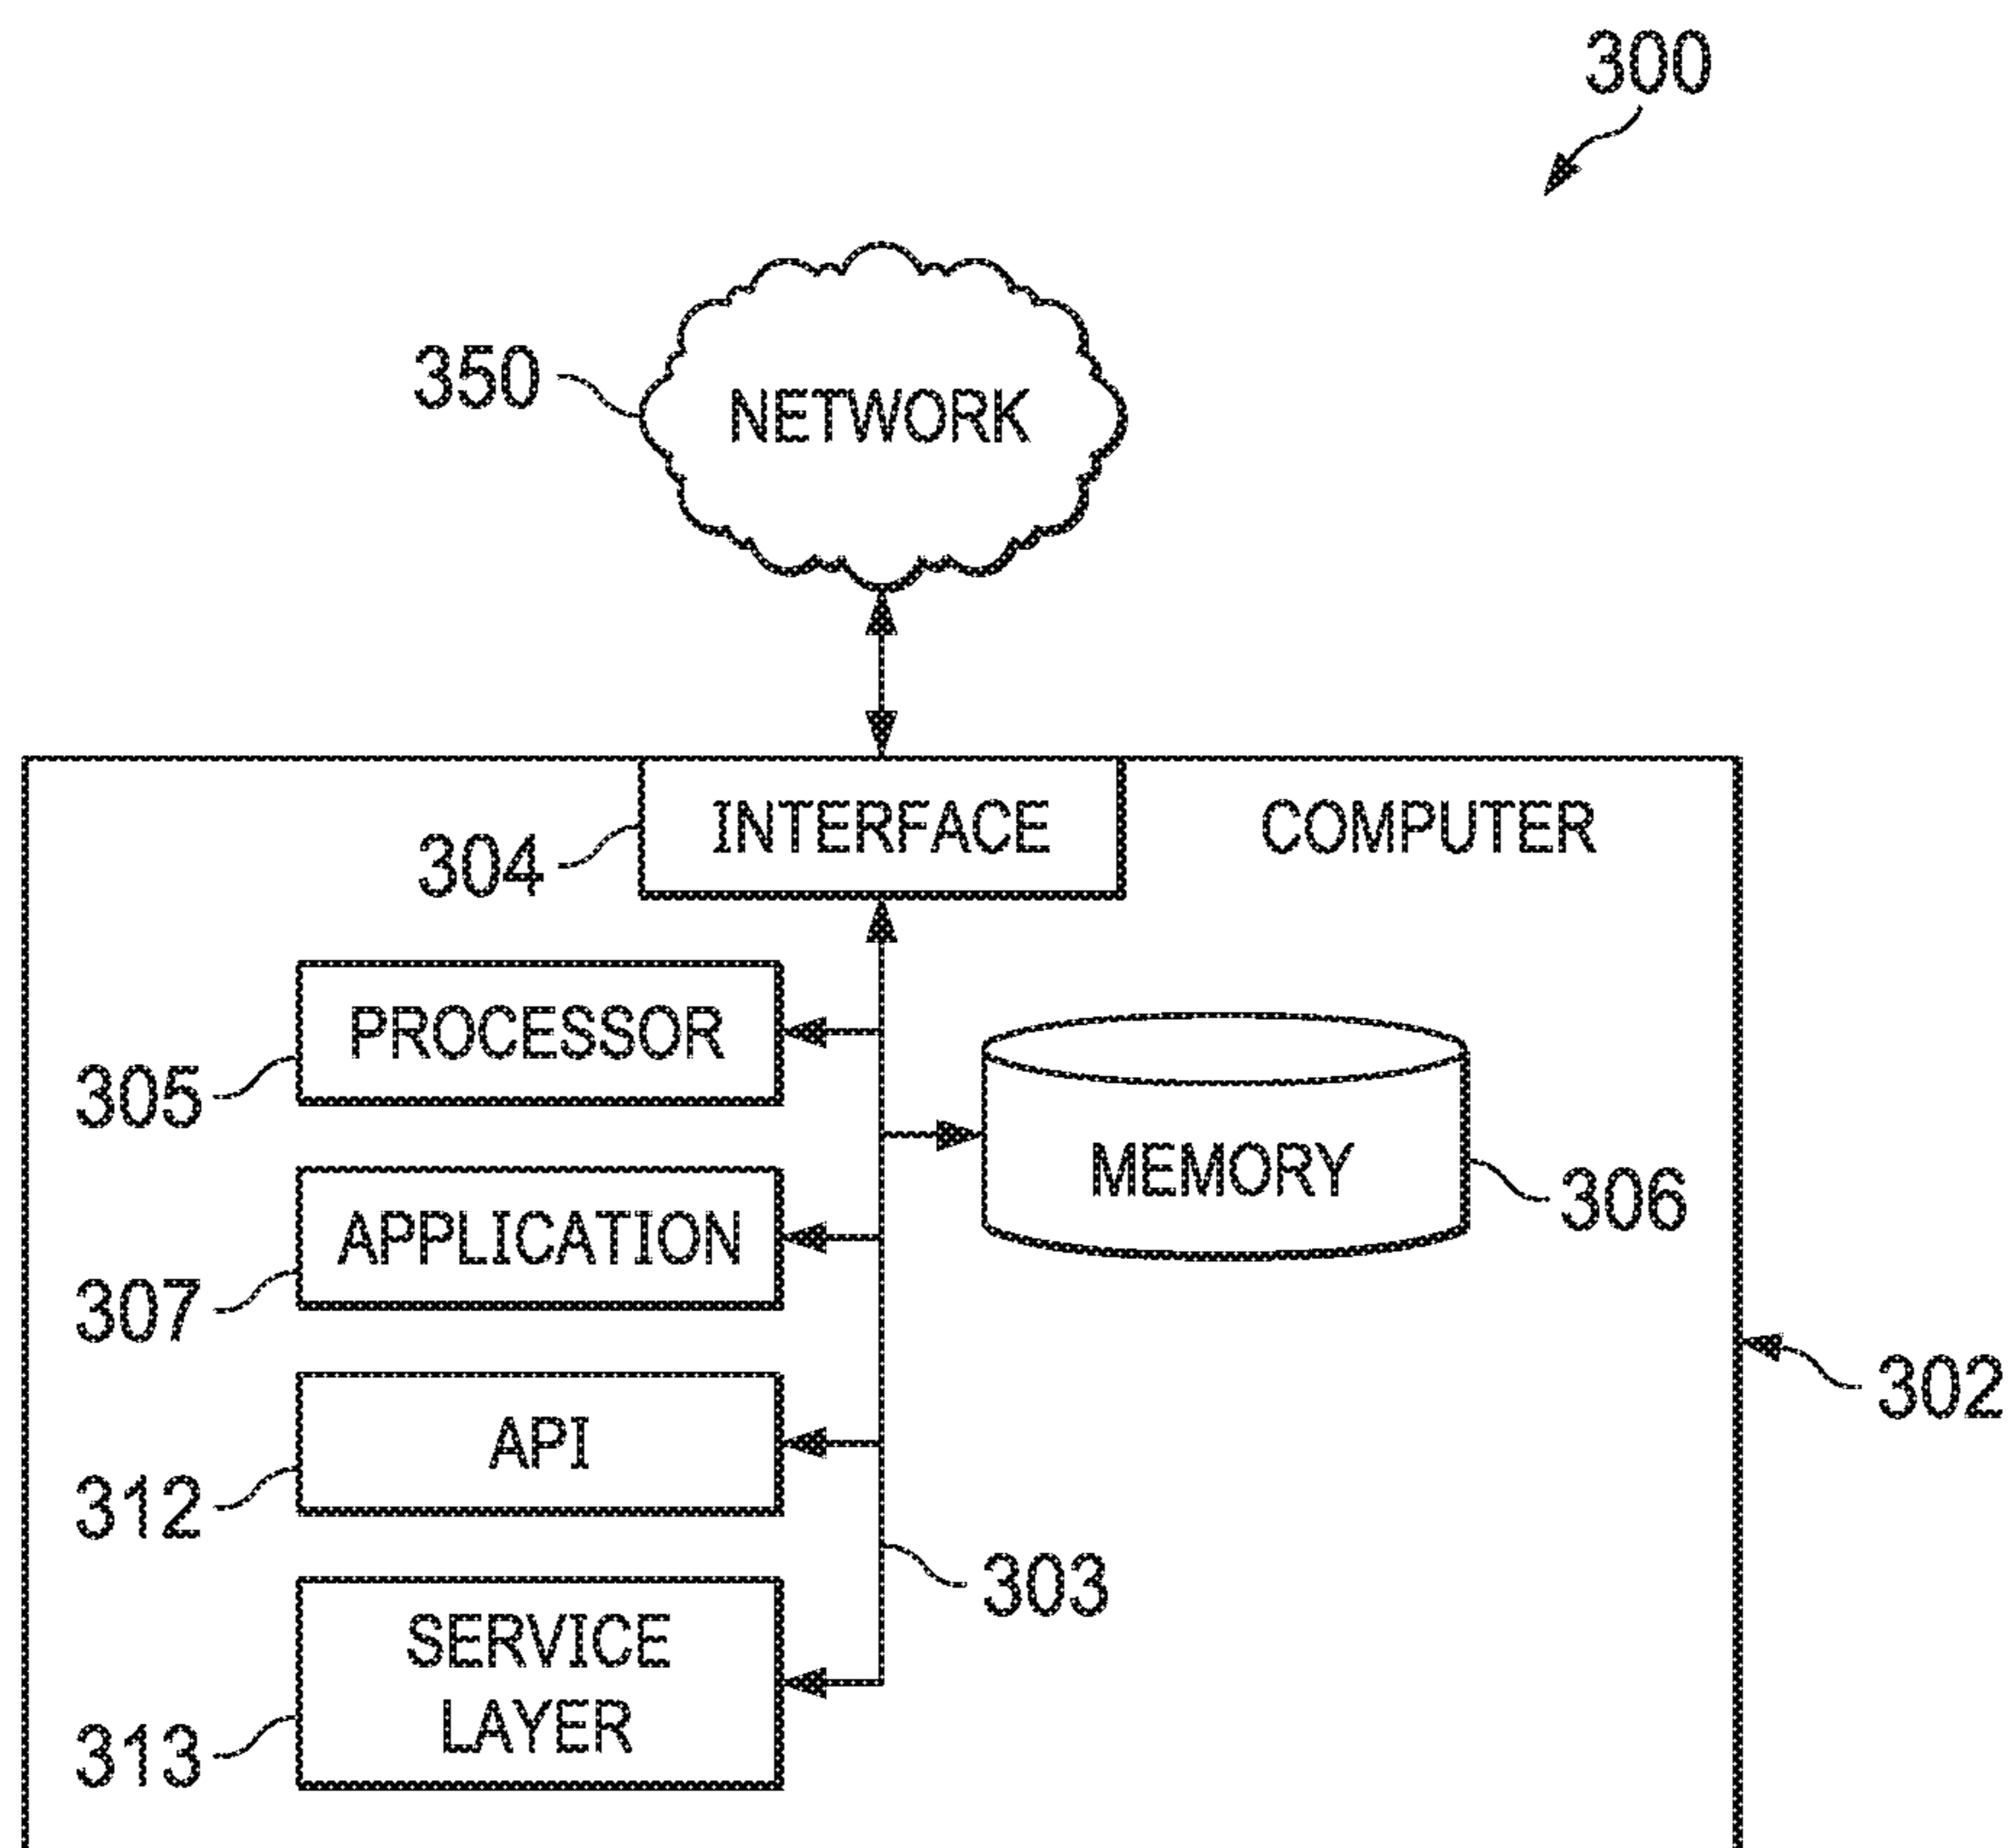 300
350
NETWORK
INTERFACE
COMPUTER
304
PROCESSOR
305
MEMORY
306
APPLICATION
307
302
API
312
303
SERVICE
LAYER
313